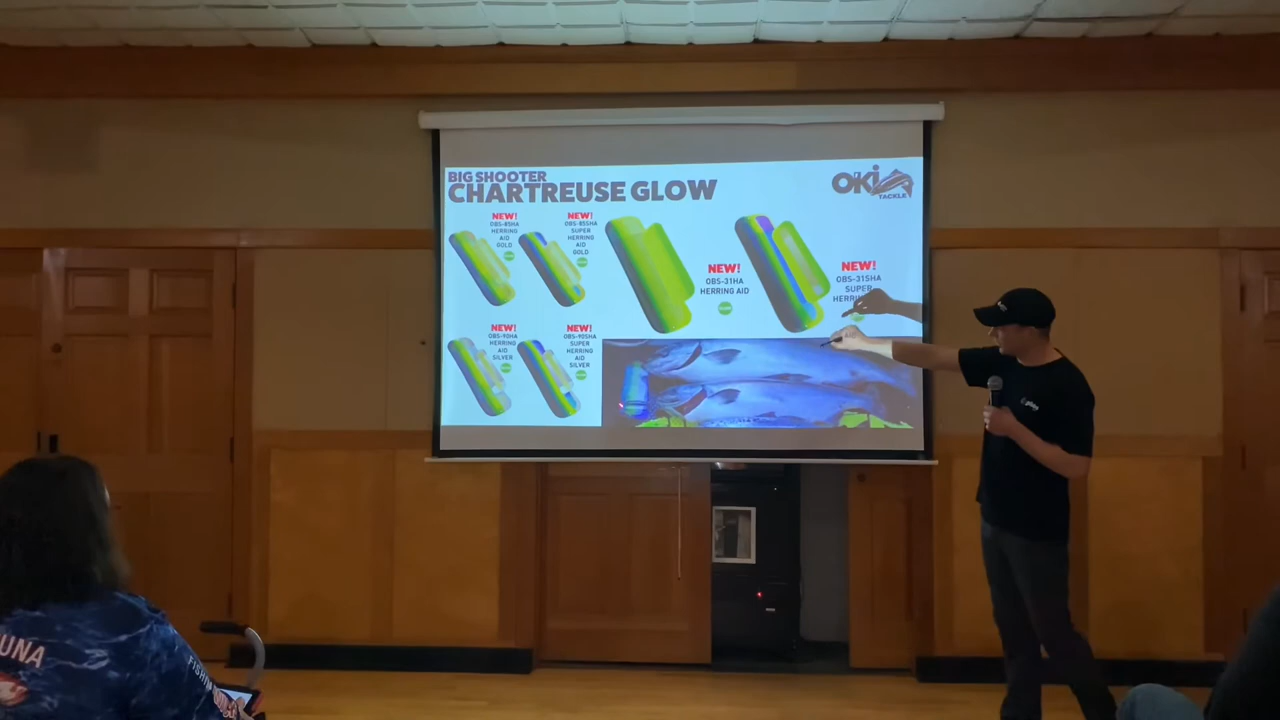 BIG SHOOTER
CHARTREUSE GLOW
OKI
TACKLE
NEW!
OBS-89HA
HERRING
AID
GOLD
NEW!
OBS-85SHA
SUPER
HERRING
AID
GOLD
NEW!
OBS-31HA
HERRING AID
NEW!
OBS-31SHA
SUPER
NEW!
OBS-90HA
HERRING
AID
SILVER
NEW!
OBS-90SHA
SUPER
HERRING
AID
SILVER
UNA